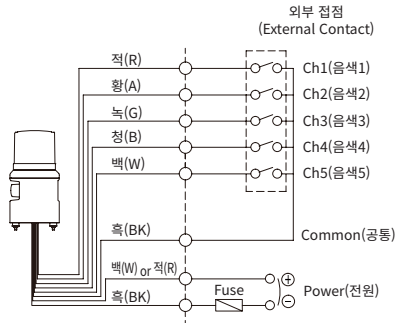 외부 접점
(External Contact)
적(R)
Ch1(음색1)
황(A)
Ch2(음색2)
녹(G)
Ch3(음색3)
청(B)
Ch4(음색4)
백(W)
Ch5(음색5)
흑(BK)
Common(공통)
백(W) or 적(R)
흑(BK)
Fuse
+
-
Power(전원)